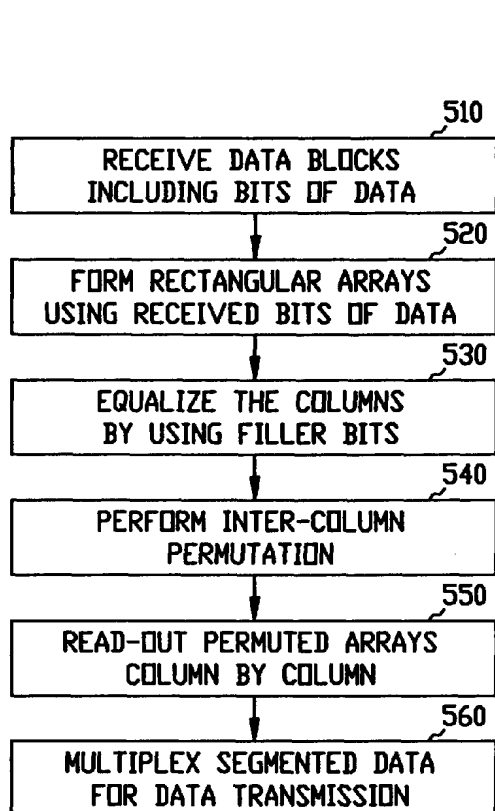 510
RECEIVE DATA BLOCKS
INCLUDING BITS OF DATA
520
FORM RECTANGULAR ARRAYS
USING RECEIVED BITS OF DATA
530
EQUALIZE THE COLUMNS
BY USING FILLER BITS
540
PERFORM INTER-COLUMN
PERMUTATION
550
READ-OUT PERMUTED ARRAYS
COLUMN BY COLUMN
560
MULTIPLEX SEGMENTED DATA
FOR DATA TRANSMISSION